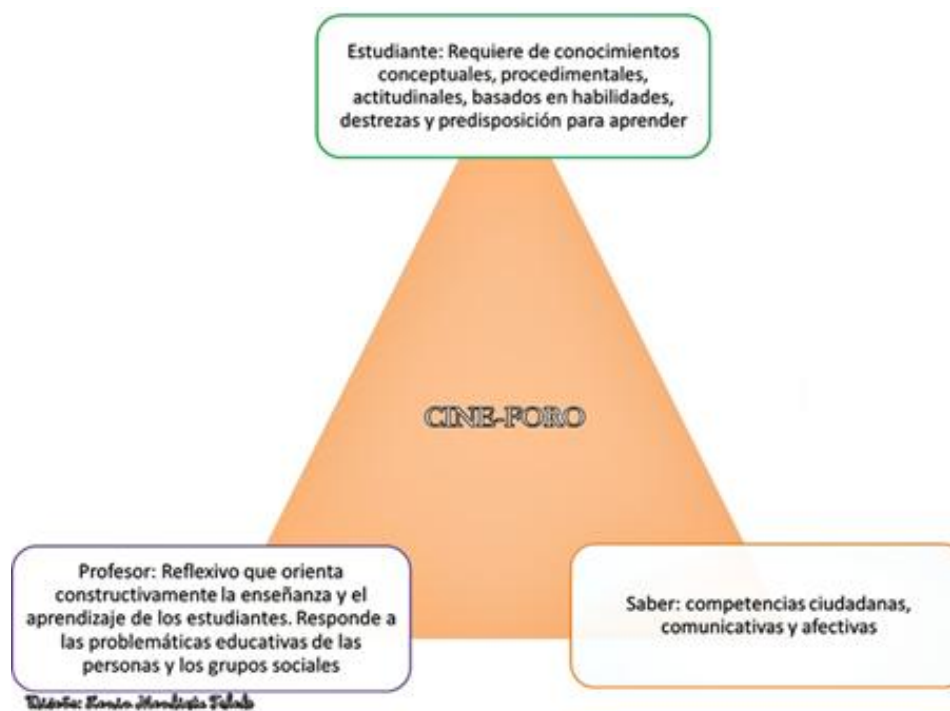 Estudiante: Requiere de conocimientos
conceptuales, procedimentales,
actitudinales, basados en habilidades,
destrezas y predisposición para aprender
CINE-FORO
Profesor: Reflexivo que orienta
constructivamente la enseñanza y el
aprendizaje de los estudiantes. Responde a
las problemáticas educativas de las
personas y los grupos sociales
Saber: competencias ciudadanas,
comunicativas y afectivas